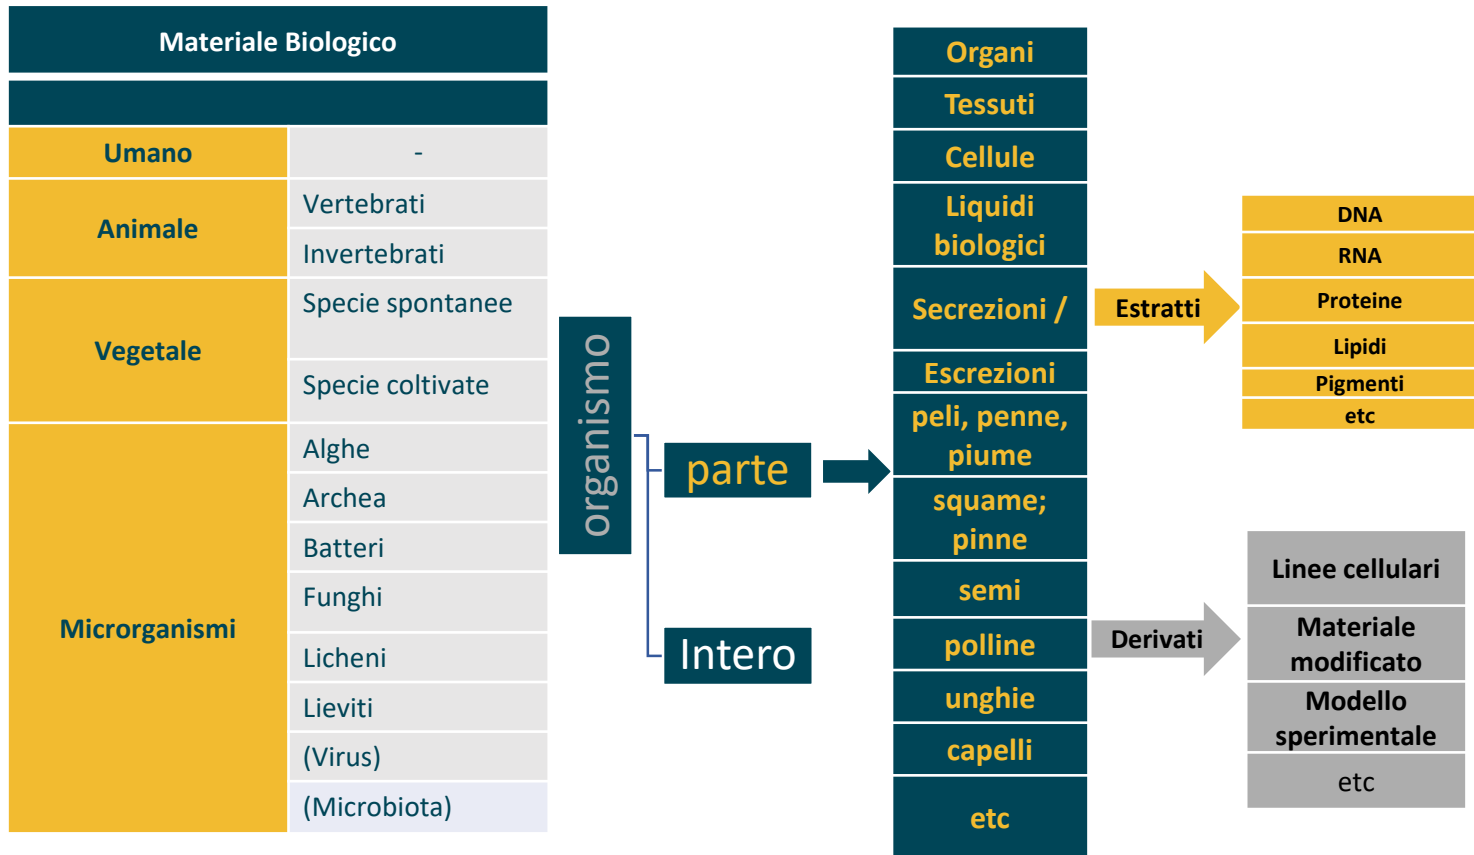 Materiale Biologico
Umano
-
Animale
Vertebrati
Invertebrati
Vegetale
Specie spontanee
Specie coltivate
Microrganismi
Alghe
Archea
Batteri
Funghi
Licheni
Lieviti
(Virus)
(Microbiota)
organismo
parte
Intero
Organi
Tessuti
Cellule
Liquidi
biologici
Secrezioni /
Escrezioni
peli, penne,
piume
squame;
pinne
semi
polline
unghie
capelli
etc
Estratti
DNA
RNA
Proteine
Lipidi
Pigmenti
etc
Derivati
Linee cellulari
Materiale
modificato
Modello
sperimentale
etc